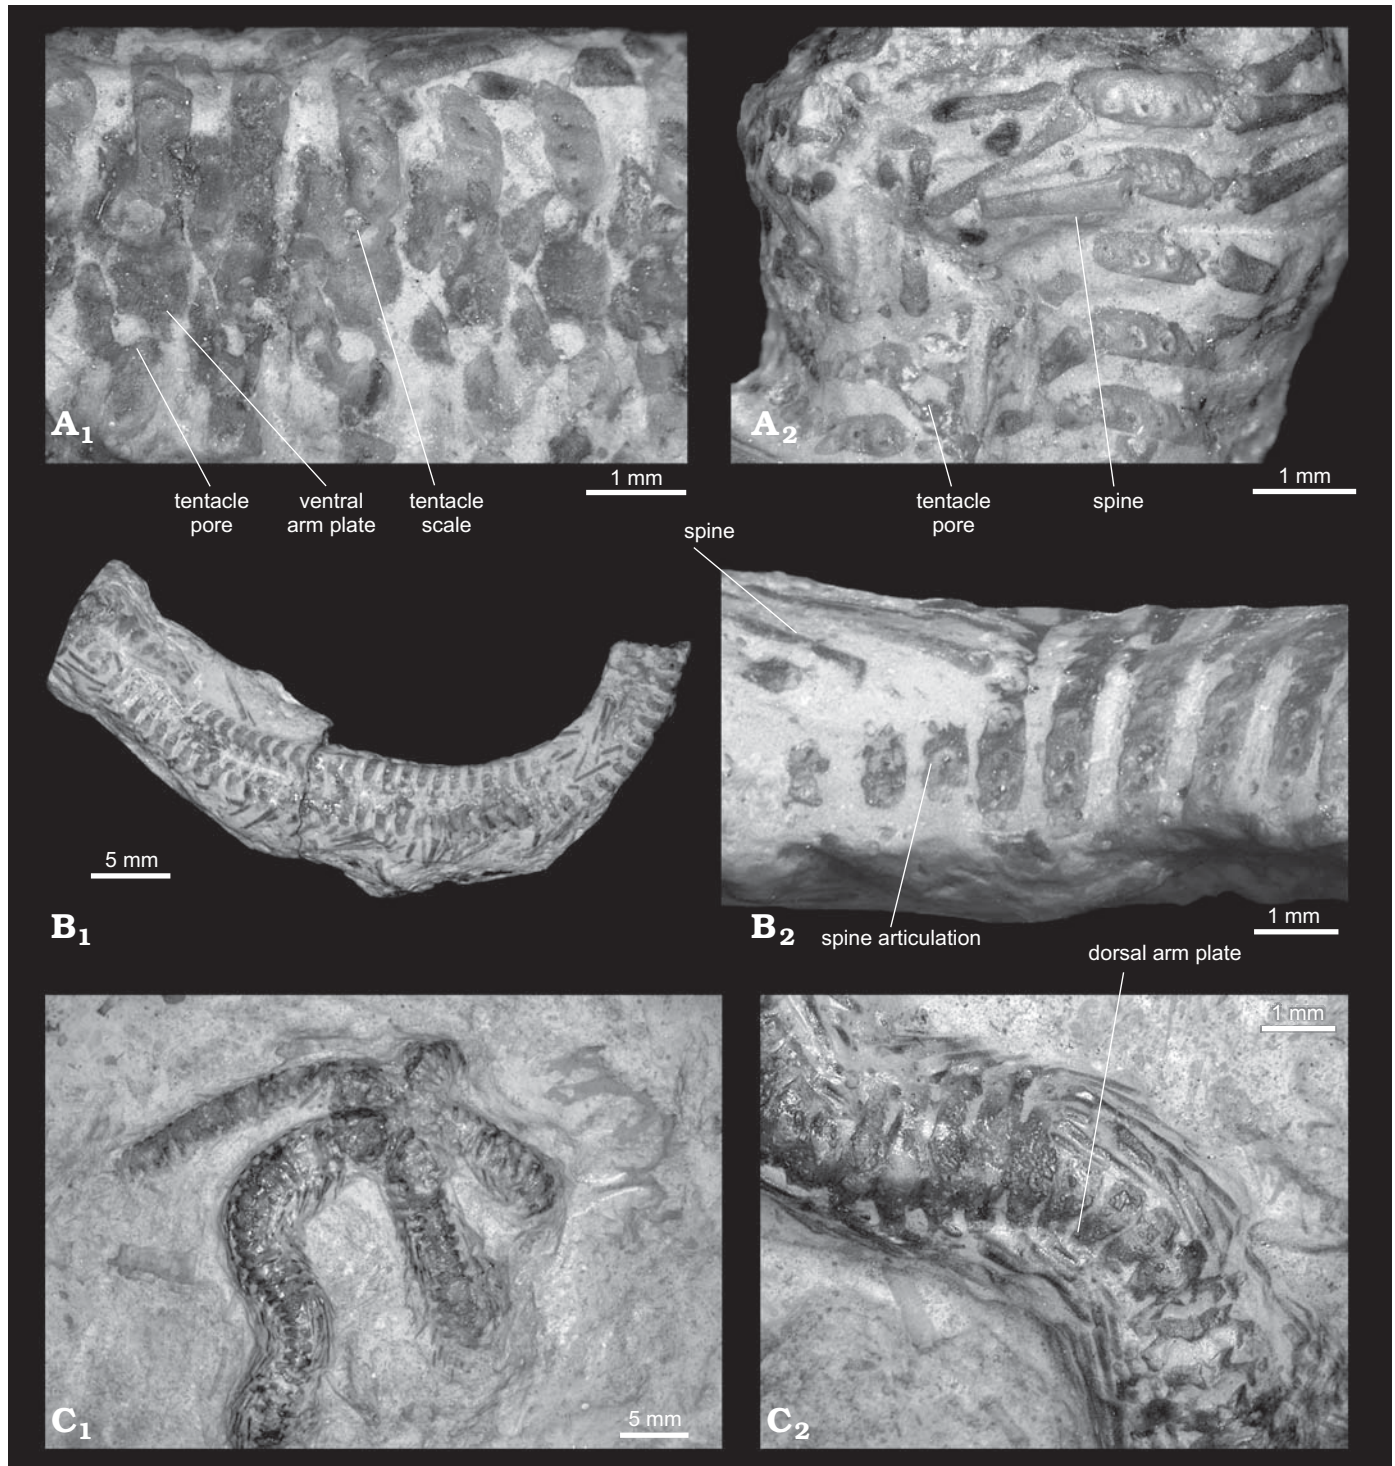 A1
A2
1 mm
1 mm
tentacle
pore
ventral
arm plate
tentacle
scale
tentacle
pore
spine
spine
5 mm
B1
B2
1 mm
spine articulation
dorsal arm plate
1 mm
C1
5 mm
C2